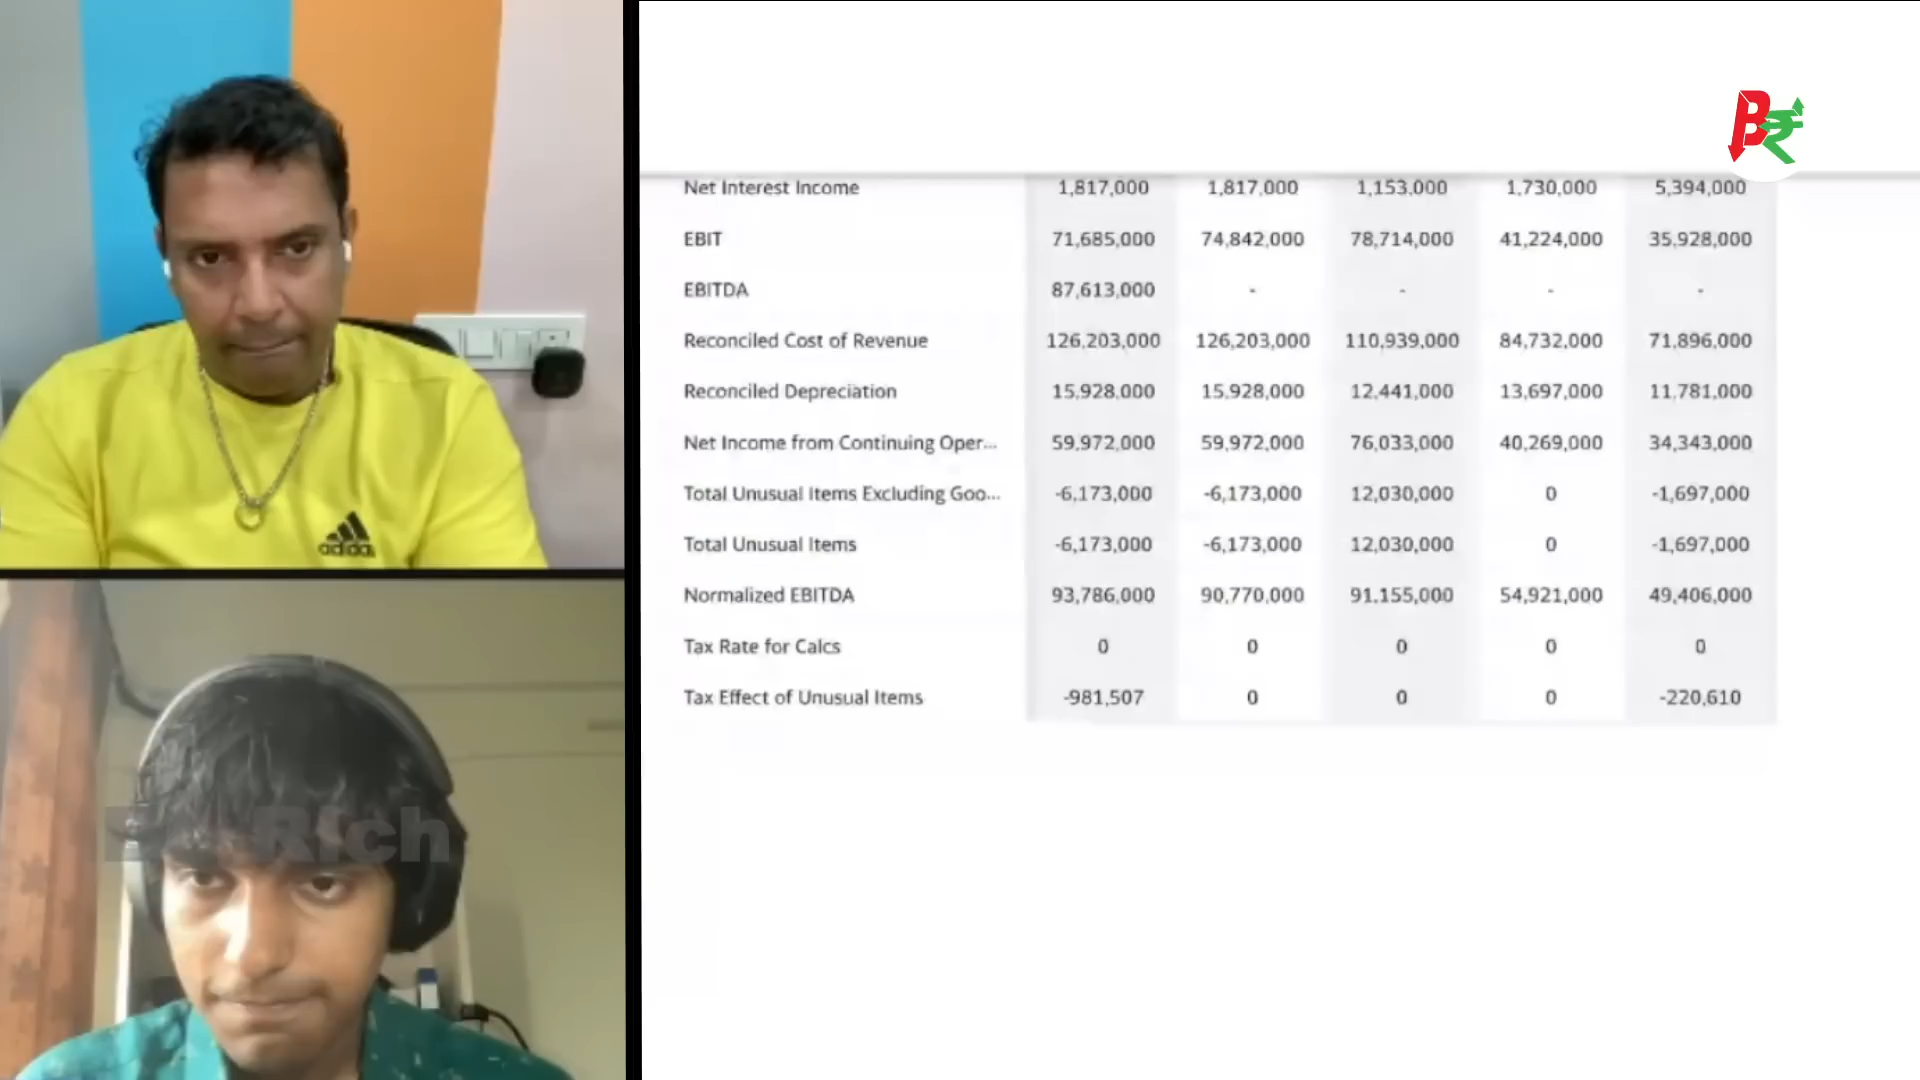 Net Interest Income 1,817,000 1,817,000 1,153,000 1,730,000 5,394,000
EBIT 71,685,000 74,842,000 78,714,000 41,224,000 35,928,000
EBITDA 87,613,000 - - - -
Reconciled Cost of Revenue 126,203,000 126,203,000 110,939,000 84,732,000 71,896,000
Reconciled Depreciation 15,928,000 15,928,000 12,441,000 13,697,000 11,781,000
Net Income from Continuing Oper... 59,972,000 59,972,000 76,033,000 40,269,000 34,343,000
Total Unusual Items Excluding Goo... -6,173,000 -6,173,000 12,030,000 0 -1,697,000
Total Unusual Items -6,173,000 -6,173,000 12,030,000 0 -1,697,000
Normalized EBITDA 93,786,000 90,770,000 91,155,000 54,921,000 49,406,000
Tax Rate for Calcs 0 0 0 0 0
Tax Effect of Unusual Items -981,507 0 0 0 -220,610
B₹
adidas
Rich